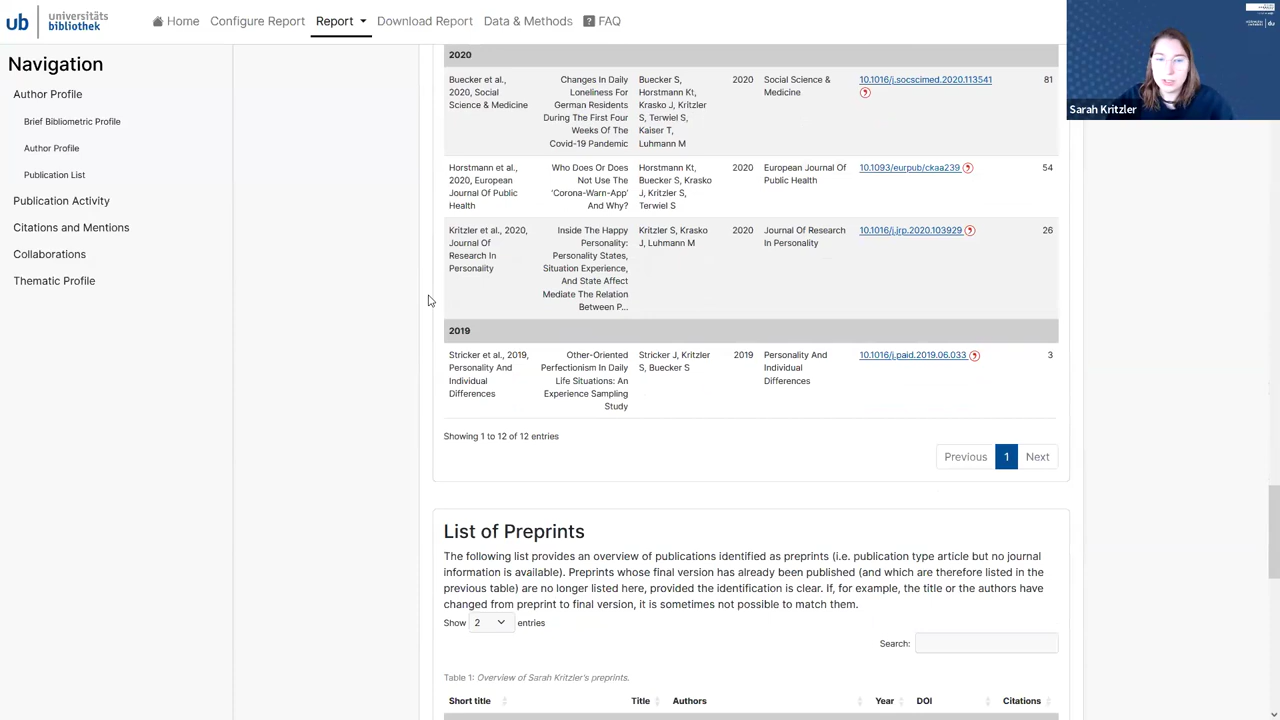 ub universitäts bibliothek
Home Configure Report Report Download Report Data & Methods ? FAQ
Sarah Kritzler
Navigation
Author Profile
Brief Bibliometric Profile
Author Profile
Publication List
Publication Activity
Citations and Mentions
Collaborations
Thematic Profile
2020
Buecker et al., 2020, Social Science & Medicine
Changes In Daily Loneliness For German Residents During The First Four Weeks Of The Covid-19 Pandemic
Buecker S, Horstmann Kt, Krasko J, Kritzler S, Terwiel S, Kaiser T, Luhmann M
2020
Social Science & Medicine
10.1016/j.socscimed.2020.113541
81
Horstmann et al., 2020, European Journal Of Public Health
Who Does Or Does Not Use The 'Corona-Warn-App' And Why?
Horstmann Kt, Buecker S, Krasko J, Kritzler S, Terwiel S
2020
European Journal Of Public Health
10.1093/eurpub/ckaa239
54
Kritzler et al., 2020, Journal Of Research In Personality
Inside The Happy Personality: Personality States, Situation Experience, And State Affect Mediate The Relation Between P...
Kritzler S, Krasko J, Luhmann M
2020
Journal Of Research In Personality
10.1016/j.jrp.2020.103929
26
2019
Stricker et al., 2019, Personality And Individual Differences
Other-Oriented Perfectionism In Daily Life Situations: An Experience Sampling Study
Stricker J, Kritzler S, Buecker S
2019
Personality And Individual Differences
10.1016/j.paid.2019.06.033
3
Showing 1 to 12 of 12 entries
Previous 1 Next
List of Preprints
The following list provides an overview of publications identified as preprints (i.e. publication type article but no journal
information is available). Preprints whose final version has already been published (and which are therefore listed in the
previous table) are no longer listed here, provided the identification is clear. If, for example, the title or the authors have
changed from preprint to final version, it is sometimes not possible to match them.
Show 2 entries
Search:
Table 1: Overview of Sarah Kritzler's preprints.
Short title Title Authors Year DOI Citations